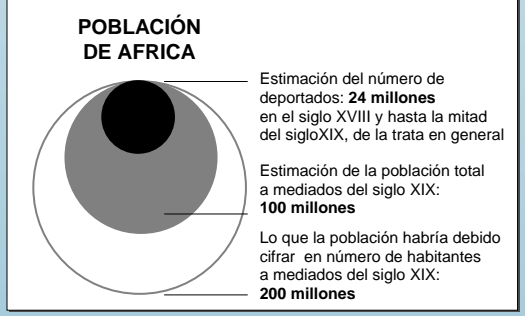 POBLACIÓN
DE AFRICA
Estimación del número de
deportados: 24 millones
en el siglo XVIII y hasta la mitad
del sigloXIX, de la trata en general
Estimación de la población total
a mediados del siglo XIX:
100 millones
Lo que la población habría debido
cifrar en número de habitantes
a mediados del siglo XIX:
200 millones